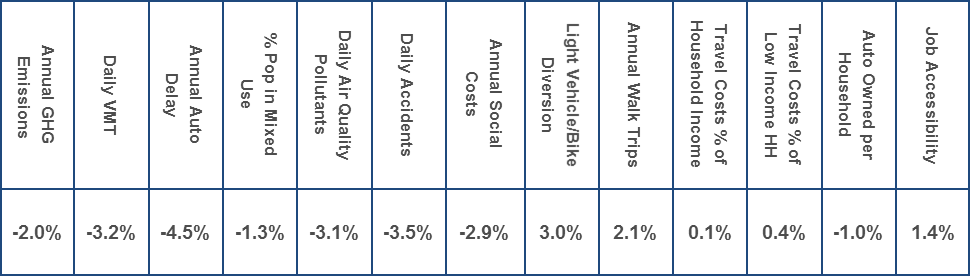 Annual GHG
Emissions
Daily VMT
Annual Auto
Delay
% Pop in Mixed
Use
Daily Air Quality
Pollutants
Daily Accidents
Annual Social
Costs
Light Vehicle/Bike
Diversion
Annual Walk Trips
Travel Costs % of
Household Income
Travel Costs % of
Low Income HH
Auto Owned per
Household
Job Accessibility
-2.0%
-3.2%
-4.5%
-1.3%
-3.1%
-3.5%
-2.9%
3.0%
2.1%
0.1%
0.4%
-1.0%
1.4%